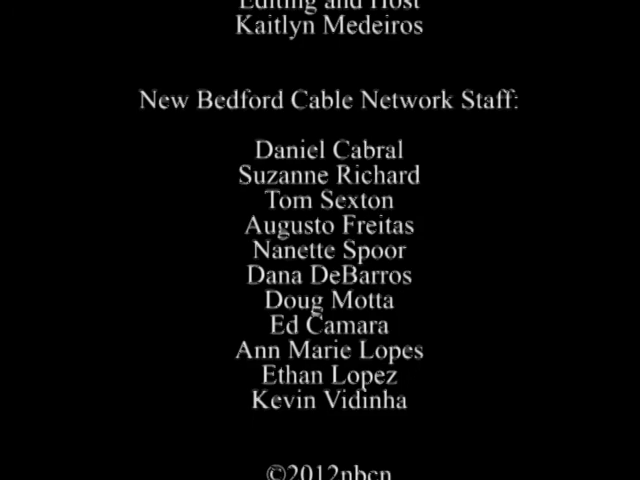 Editing and Host
Kaitlyn Medeiros
New Bedford Cable Network Staff:
Daniel Cabral
Suzanne Richard
Tom Sexton
Augusto Freitas
Nanette Spoor
Dana DeBarros
Doug Motta
Ed Camara
Ann Marie Lopes
Ethan Lopez
Kevin Vidinha
©2012nbcn